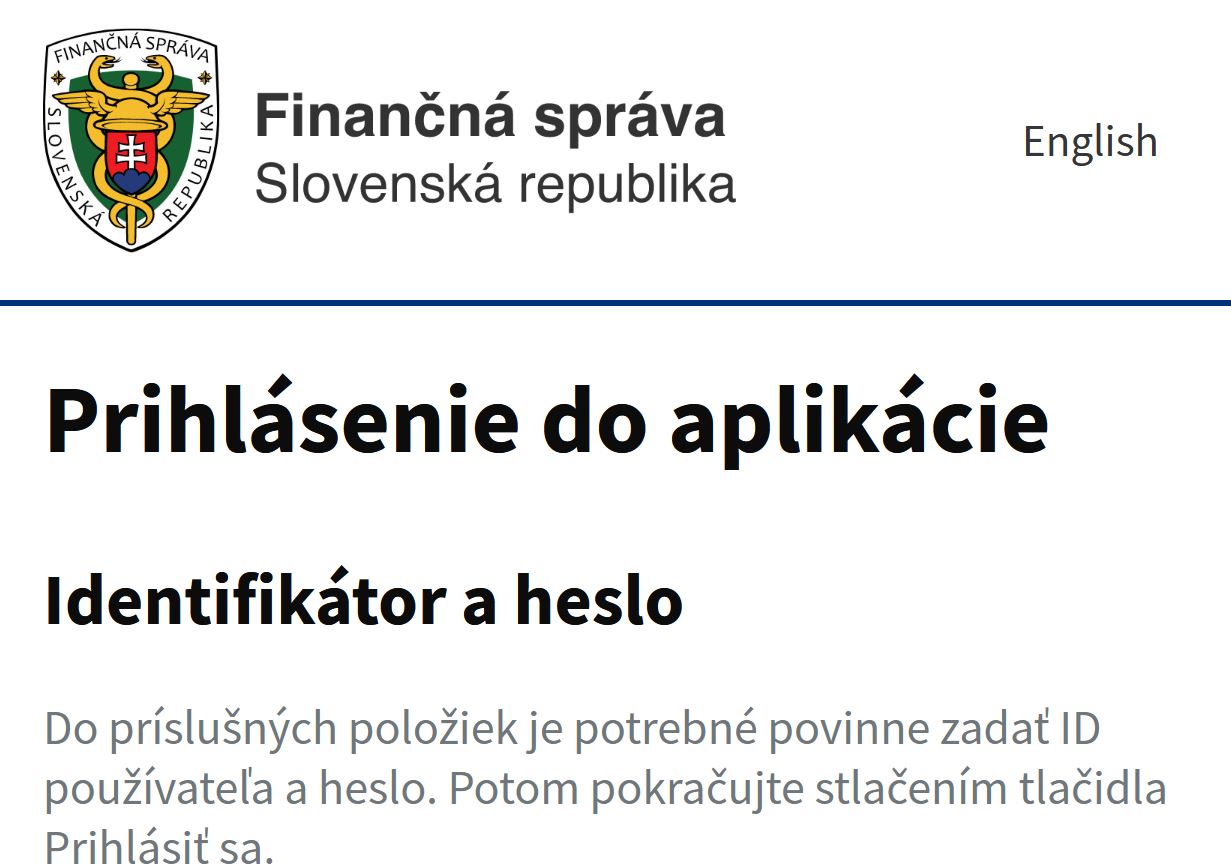 FINANČNÁ SPRÁVA
SLOVENSKÁ REPUBLIKA
Finančná správa
Slovenská republika
English
Prihlásenie do aplikácie
Identifikátor a heslo
Do príslušných položiek je potrebné povinne zadať ID
používateľa a heslo. Potom pokračujte stlačením tlačidla
Prihlásiť sa.